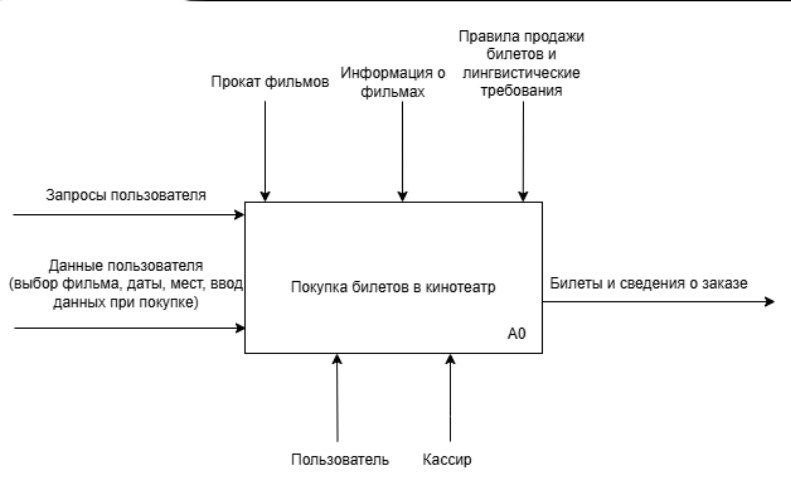 Правила продажи
билетов и
лингвистические
требования
Информация о
фильмах
Прокат фильмов
Запросы пользователя
Данные пользователя
(выбор фильма, даты, мест, ввод
данных при покупке)
Покупка билетов в кинотеатр
А0
Билеты и сведения о заказе
Пользователь
Кассир